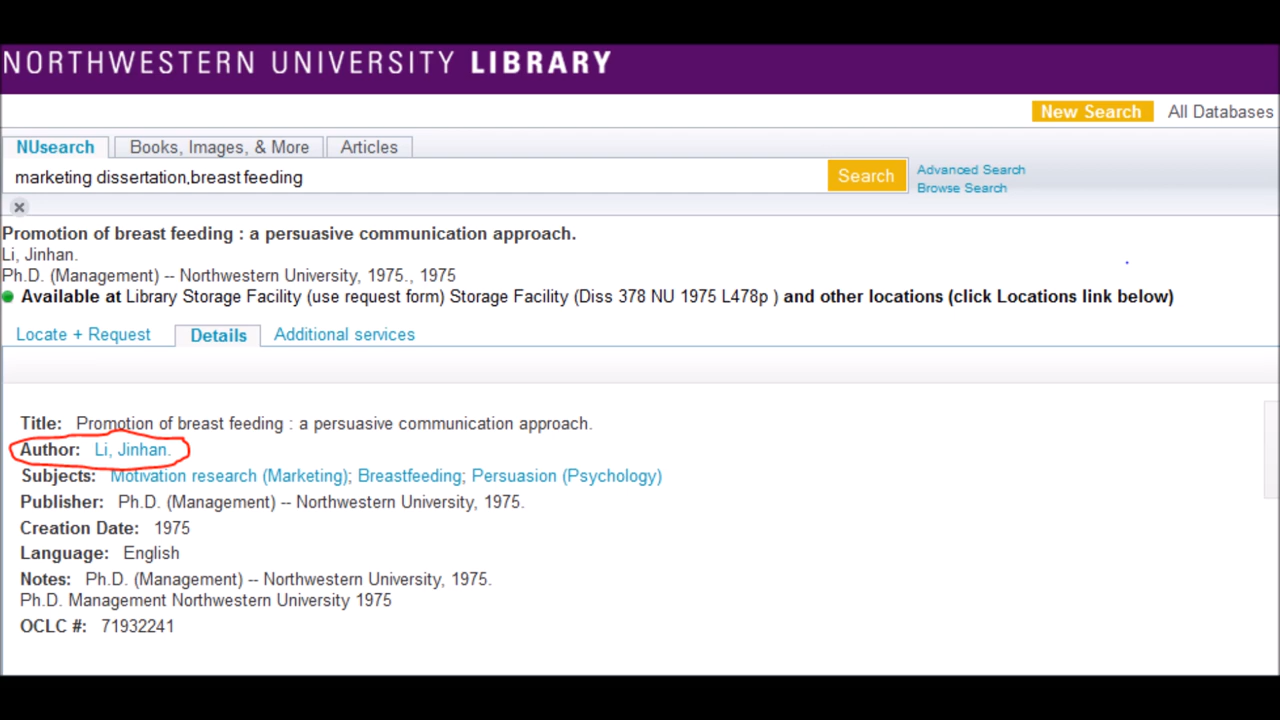 NORTHWESTERN UNIVERSITY LIBRARY
New Search All Databases
NUsearch Books, Images, & More Articles
marketing dissertation,breast feeding Search Advanced Search
Browse Search
Promotion of breast feeding : a persuasive communication approach.
Li, Jinhan.
Ph.D. (Management) -- Northwestern University, 1975., 1975
Available at Library Storage Facility (use request form) Storage Facility (Diss 378 NU 1975 L478p ) and other locations (click Locations link below)
Locate + Request Details Additional services
Title: Promotion of breast feeding : a persuasive communication approach.
Author: Li, Jinhan.
Subjects: Motivation research (Marketing); Breastfeeding; Persuasion (Psychology)
Publisher: Ph.D. (Management) -- Northwestern University, 1975.
Creation Date: 1975
Language: English
Notes: Ph.D. (Management) -- Northwestern University, 1975.
Ph.D. Management Northwestern University 1975
OCLC #: 71932241